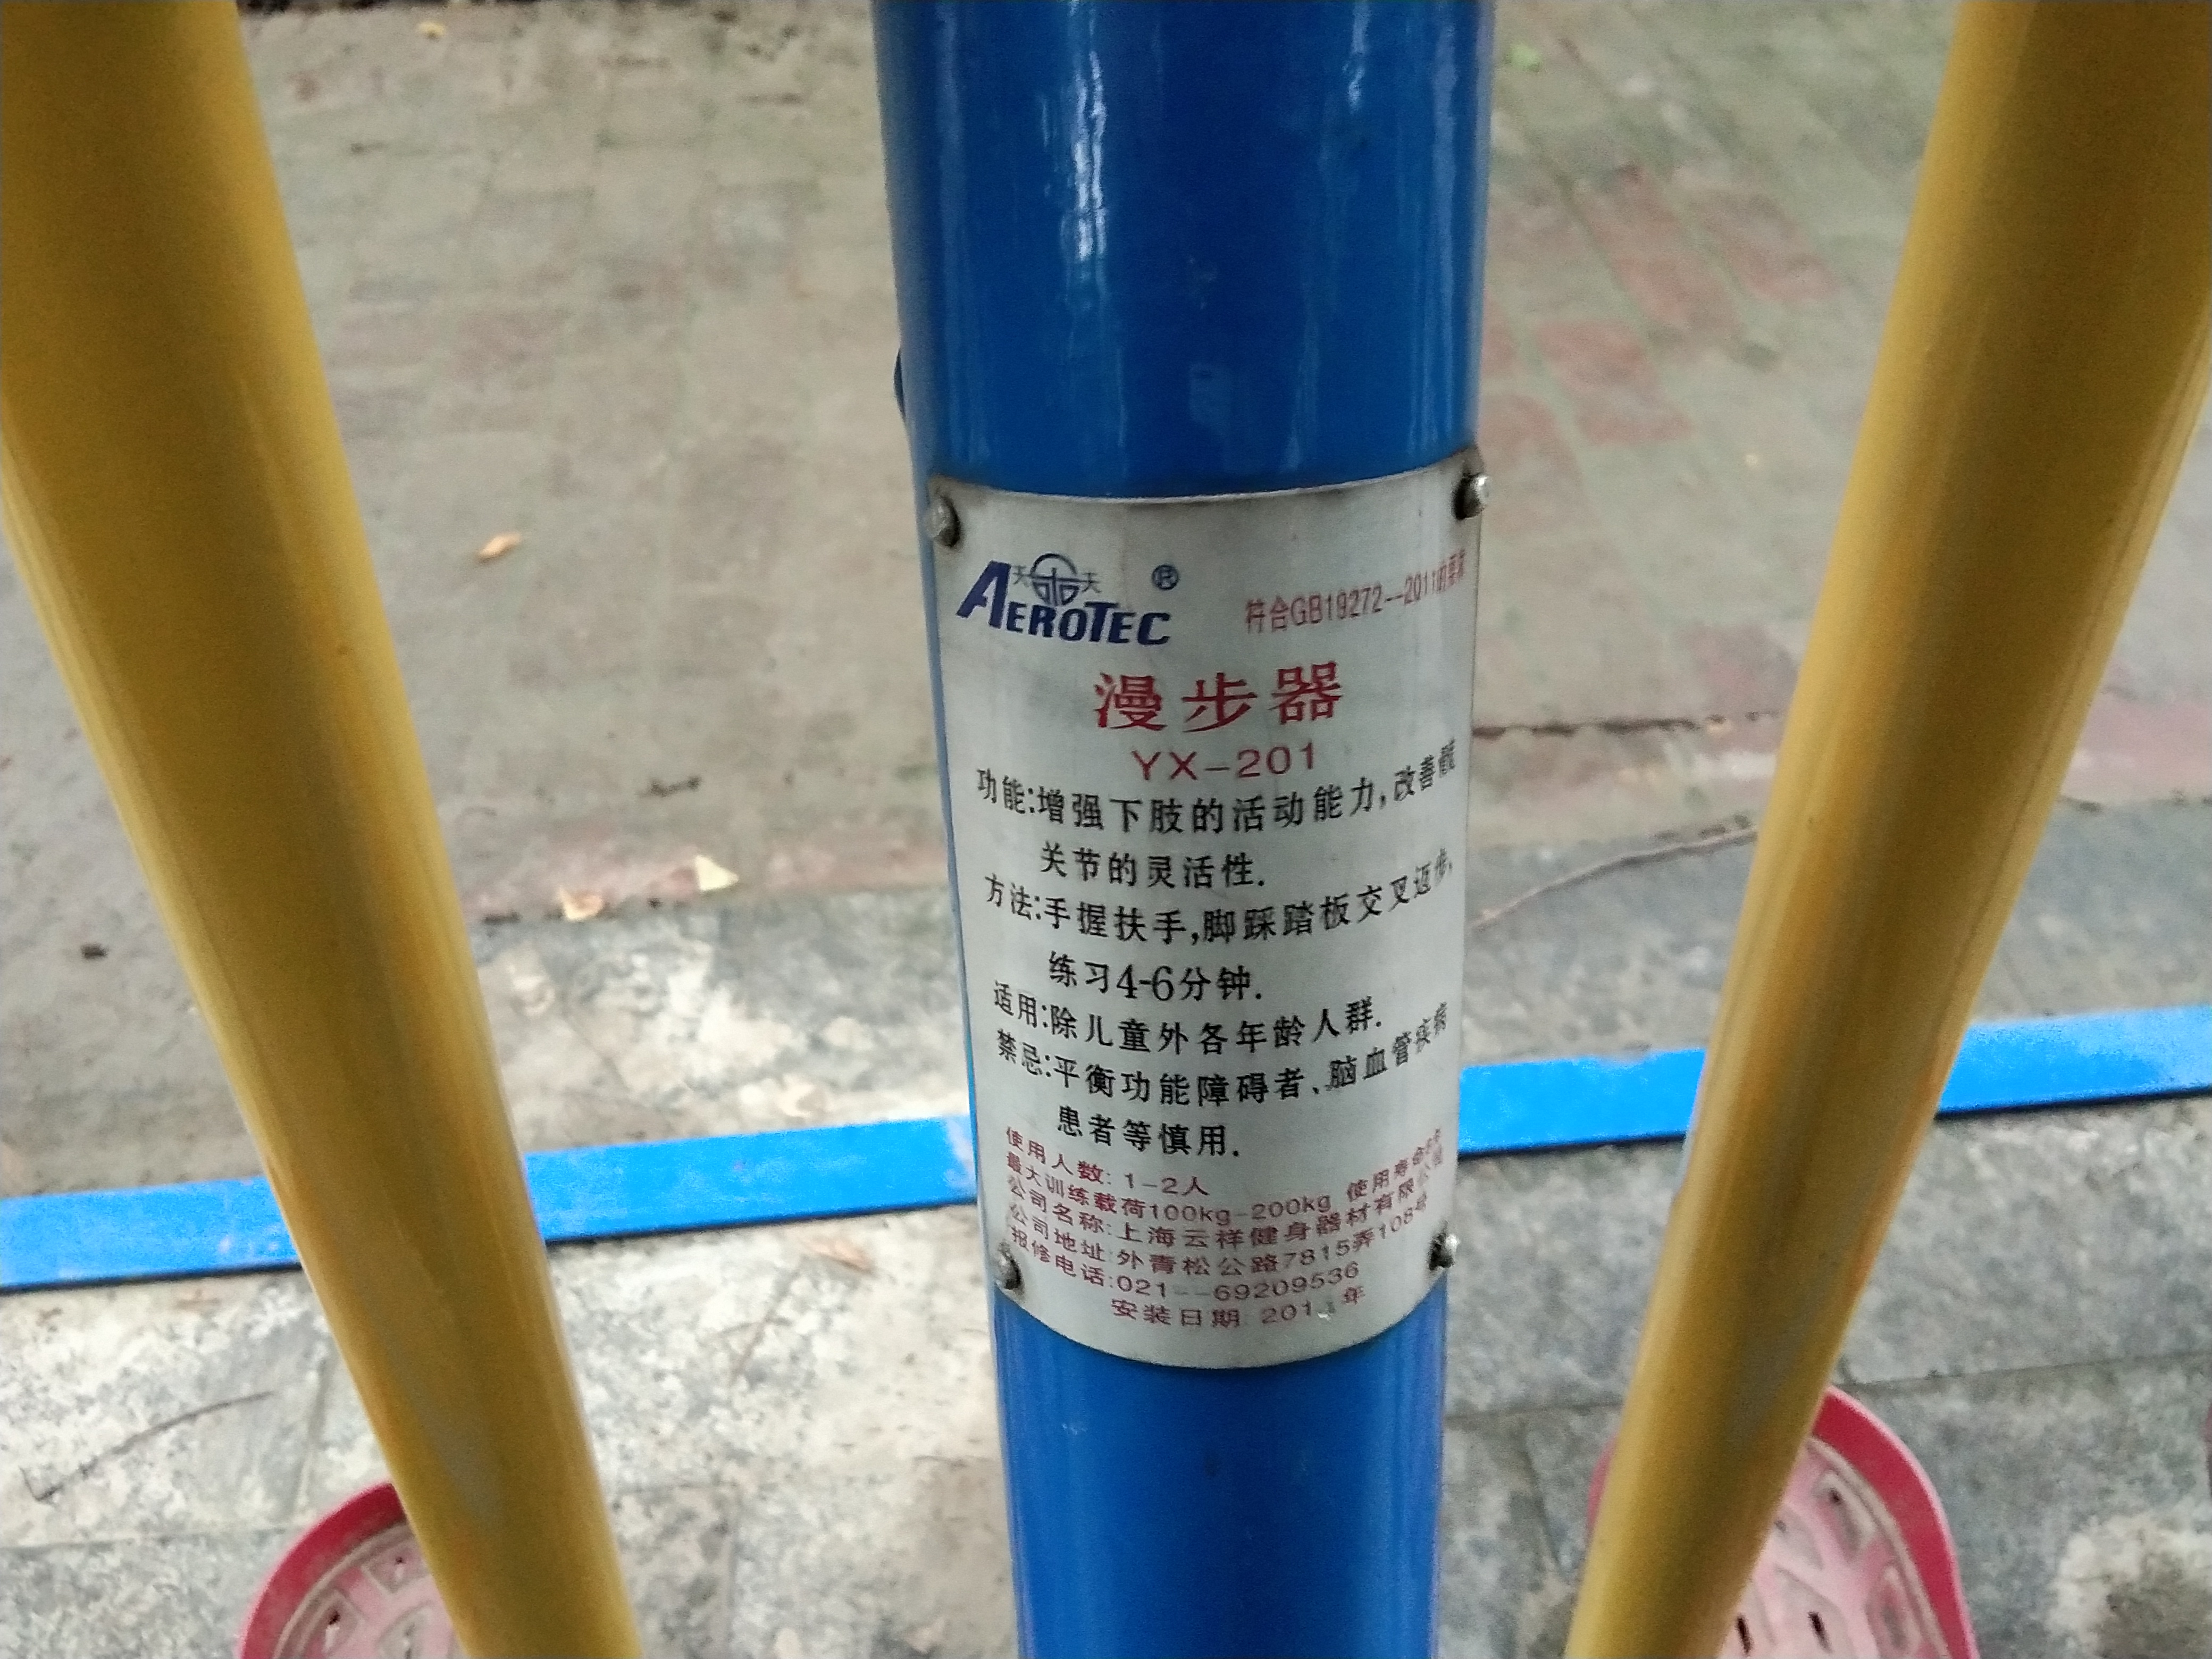 天 天 ®
AEROTEC
符合GB19272--2011的要求
漫步器
YX-201
功能:增强下肢的活动能力,改善髋
关节的灵活性.
方法:手握扶手,脚踩踏板交叉迈步,
练习4-6分钟.
适用:除儿童外各年龄人群.
禁忌:平衡功能障碍者、脑血管疾病
患者等慎用.
使用人数: 1-2人
最大训练载荷100kg-200kg 使用寿命
公司名称:上海云祥健身器材有限公司
公司地址:外青松公路7815弄108号
报修电话:021--69209536
安装日期: 年